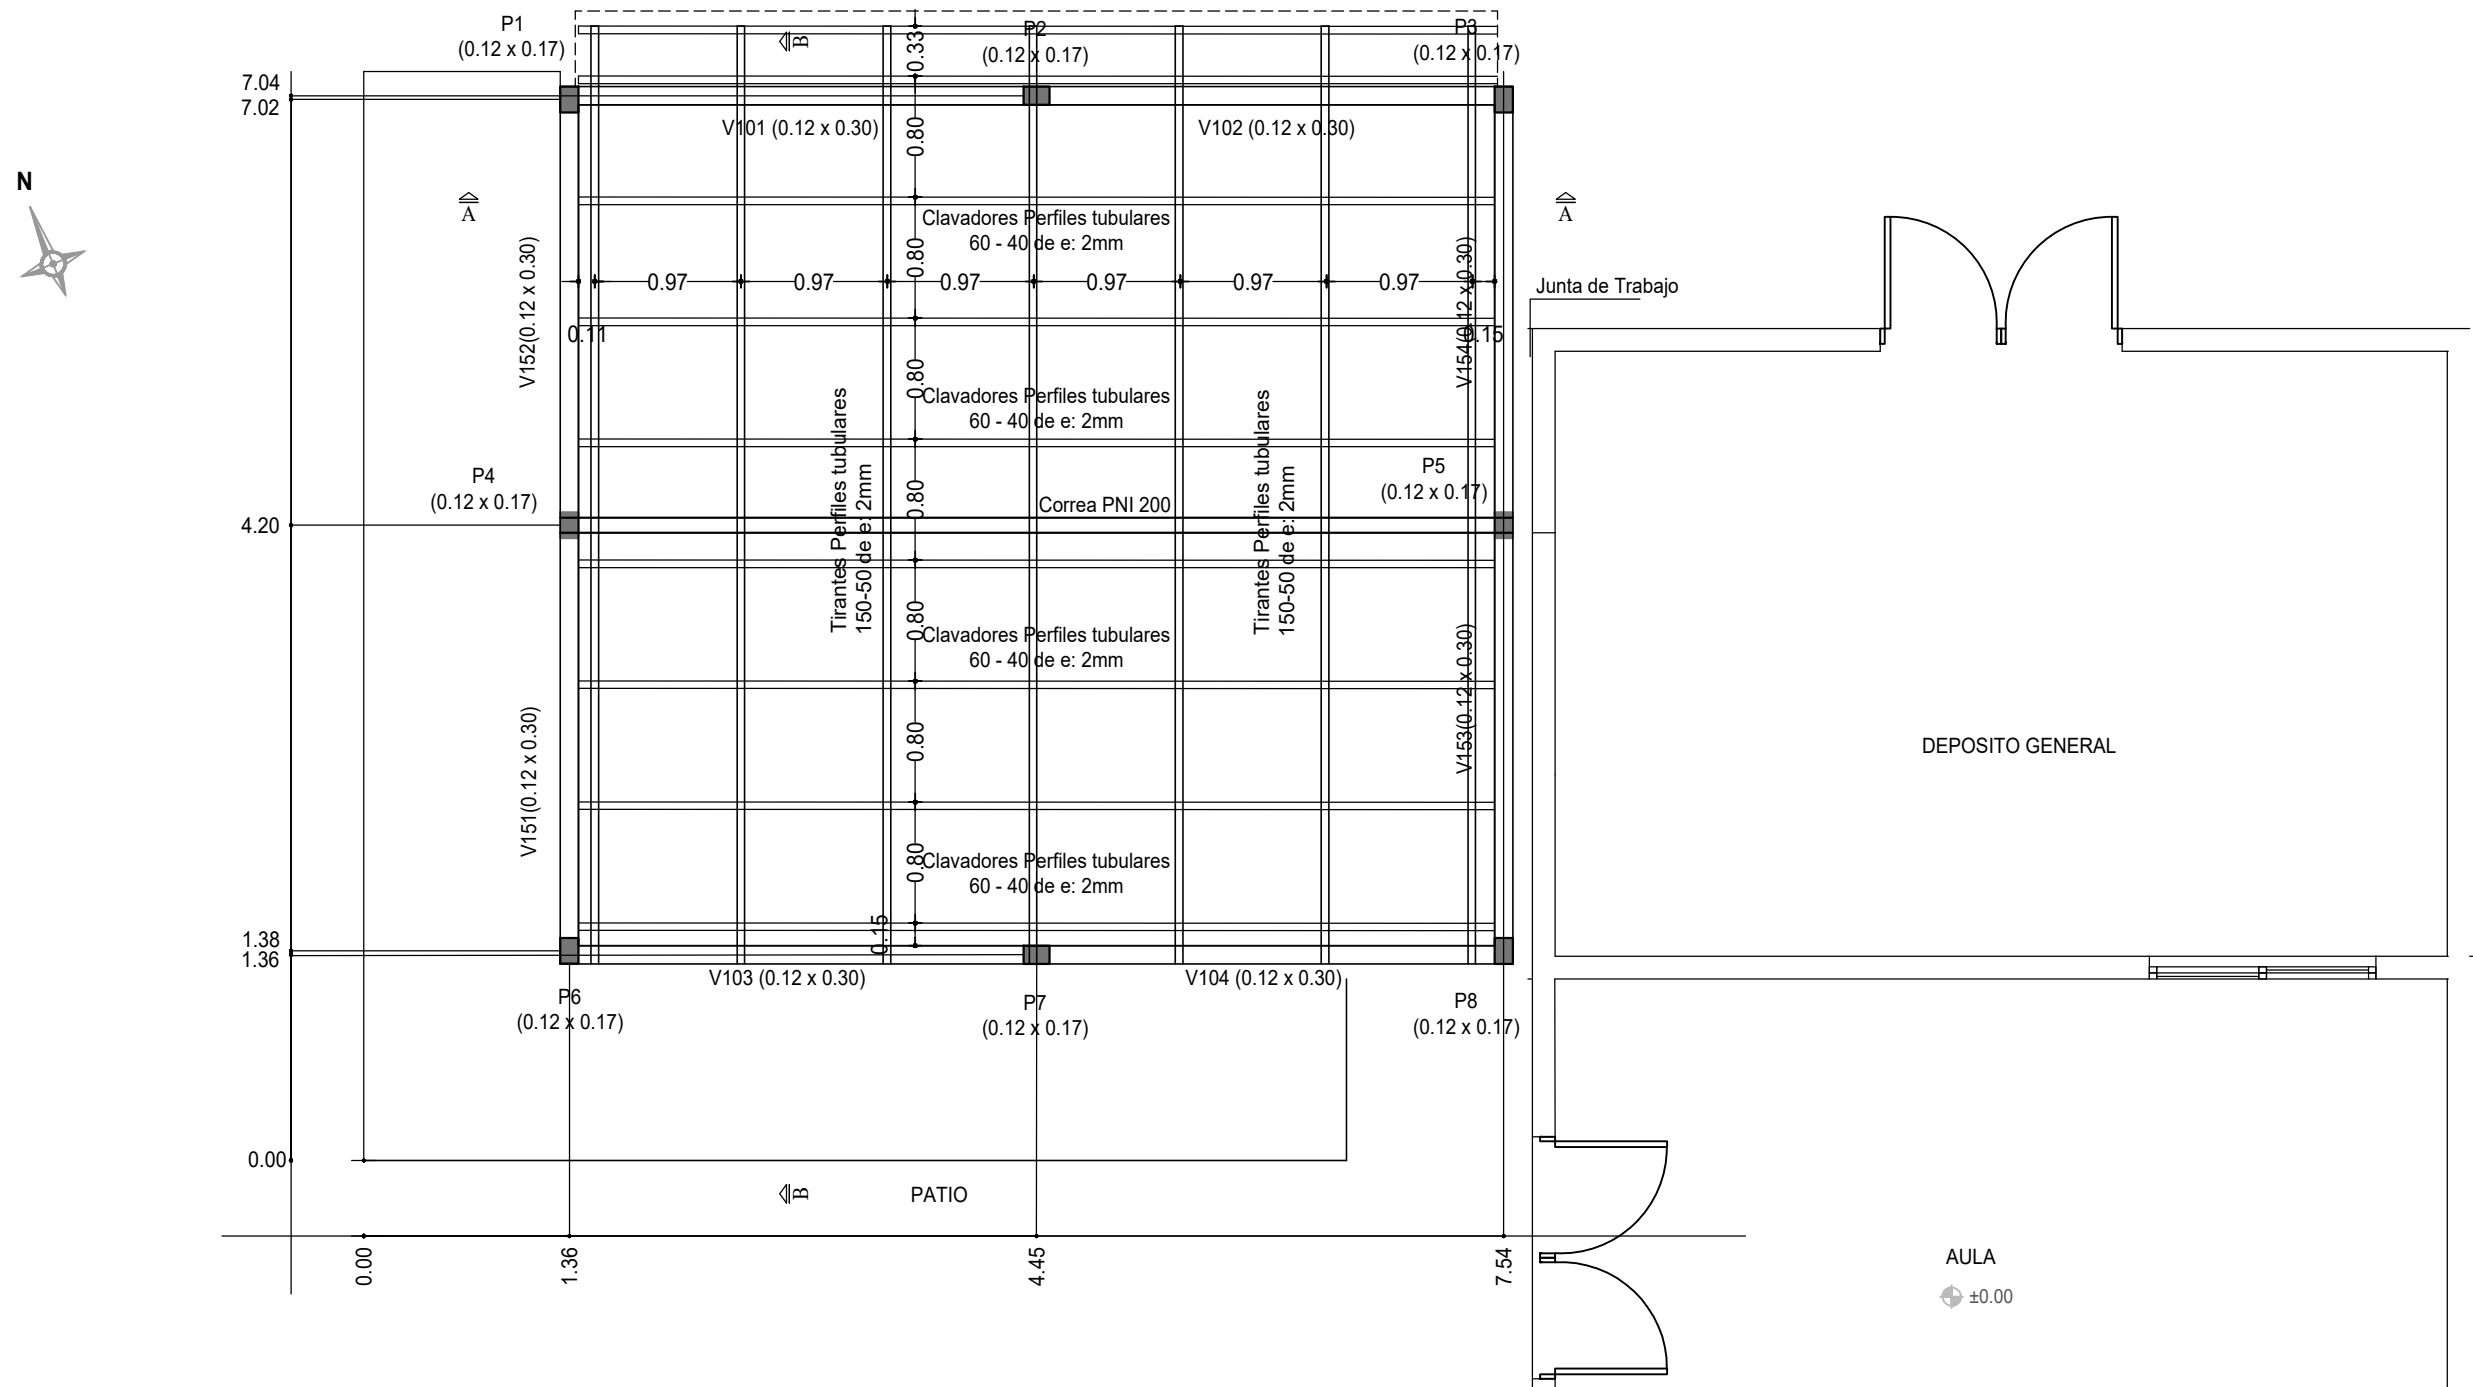 P1
(0.12 x 0.17)
P2
(0.12 x 0.17)
P3
(0.12 x 0.17)
B
0.33
7.04
7.02
V101 (0.12 x 0.30)
V102 (0.12 x 0.30)
0.80
N
A
A
Clavadores Perfiles tubulares
60 - 40 de e: 2mm
0.80
V152(0.12 x 0.30)
V154(0.12 x 0.30)
0.97
0.97
0.97
0.97
0.97
0.97
Junta de Trabajo
0.11
0.15
0.80
Clavadores Perfiles tubulares
60 - 40 de e: 2mm
Tirantes Perfiles tubulares
150-50 de e: 2mm
Tirantes Perfiles tubulares
150-50 de e: 2mm
P4
(0.12 x 0.17)
P5
(0.12 x 0.17)
0.80
Correa PNI 200
4.20
0.80
Clavadores Perfiles tubulares
60 - 40 de e: 2mm
V151(0.12 x 0.30)
V153(0.12 x 0.30)
0.80
DEPOSITO GENERAL
0.80
Clavadores Perfiles tubulares
60 - 40 de e: 2mm
0.15
1.38
1.36
V103 (0.12 x 0.30)
V104 (0.12 x 0.30)
P6
(0.12 x 0.17)
P7
(0.12 x 0.17)
P8
(0.12 x 0.17)
0.00
B
PATIO
0.00
1.36
4.45
7.54
AULA
±0.00